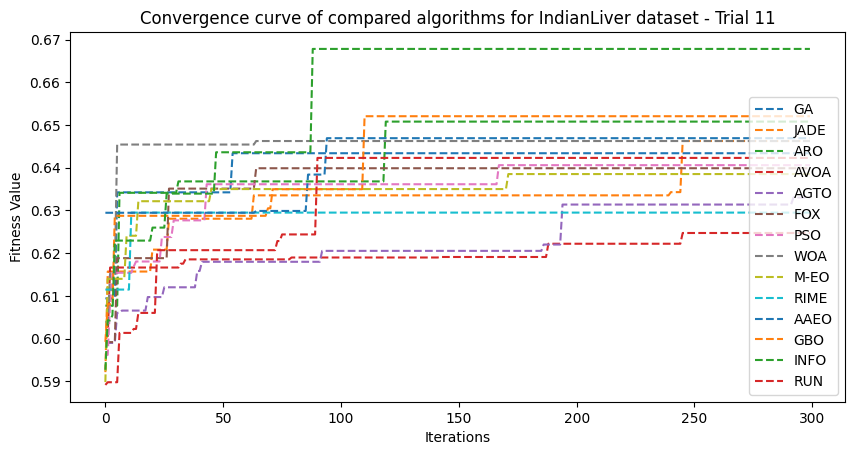 Convergence curve of compared algorithms for IndianLiver dataset - Trial 11
Fitness Value
0.67
0.66
0.65
0.64
0.63
0.62
0.61
0.60
0.59
GA
JADE
ARO
AVOA
AGTO
FOX
PSO
WOA
M-EO
RIME
AAEO
GBO
INFO
RUN
0
50
100
150
200
250
300
Iterations